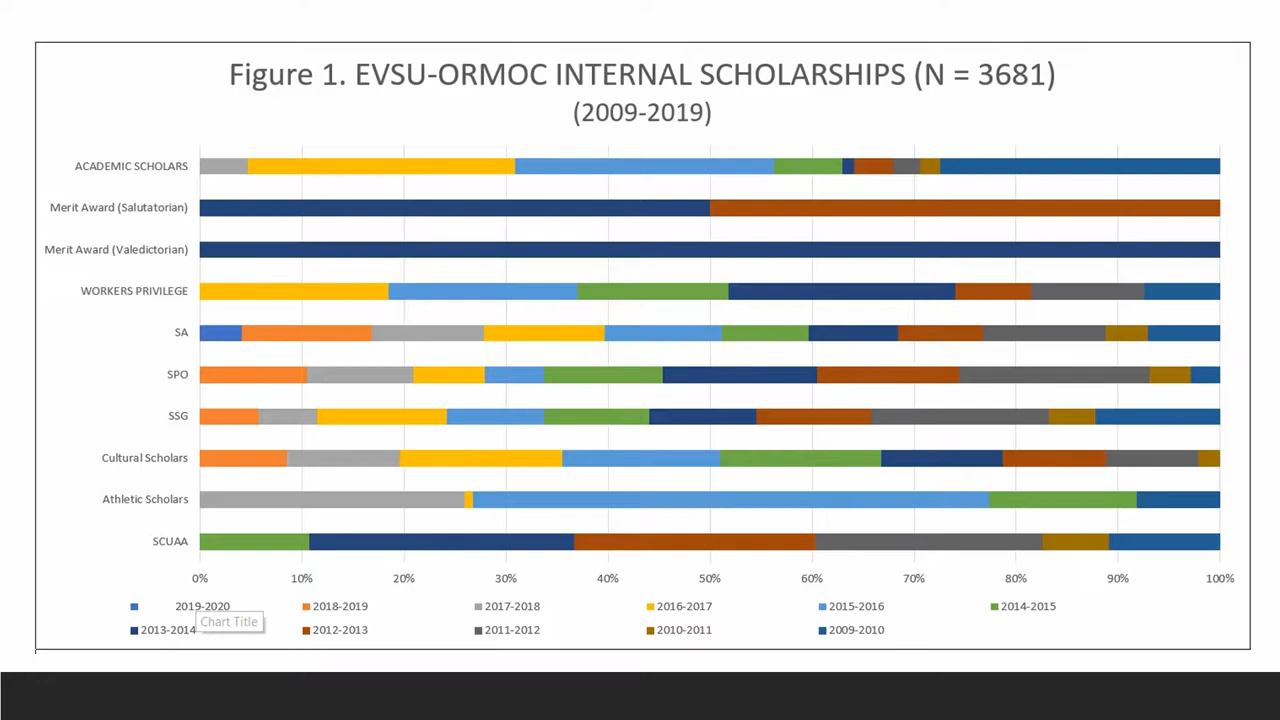 Figure 1. EVSU-ORMOC INTERNAL SCHOLARSHIPS (N = 3681)
(2009-2019)
ACADEMIC SCHOLARS
Merit Award (Salutatorian)
Merit Award (Valedictorian)
WORKERS PRIVILEGE
SA
SPO
SSG
Cultural Scholars
Athletic Scholars
SCUAA
0% 10% 20% 30% 40% 50% 60% 70% 80% 90% 100%
2019-2020 2018-2019 2017-2018 2016-2017 2015-2016 2014-2015
Chart Title
2013-2014 2012-2013 2011-2012 2010-2011 2009-2010